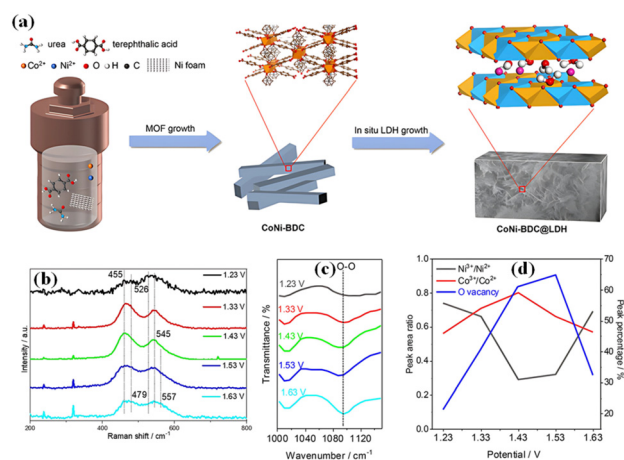 (a)
urea terephthalic acid
Co2+ Ni2+ O H C Ni foam
MOF growth
In situ LDH growth
CoNi-BDC
CoNi-BDC@LDH
(b)
455
526
1.23 V
1.33 V
545
1.43 V
1.53 V
479
557
1.63 V
Intensity / a.u.
200 400 600 800
Raman shift / cm-1
(c)
O-O
1.23 V
1.33 V
1.43 V
1.53 V
1.63 V
Transmittance / %
1000 1050 1100
Wavenumber / cm-1
(d)
Ni3+/Ni2+
Co3+/Co2+
O vacancy
Peak area ratio
1.0
0.8
0.6
0.4
0.2
0.0
Peak percentage / %
70
60
50
40
30
20
1.23 1.33 1.43 1.53 1.63
Potential / V